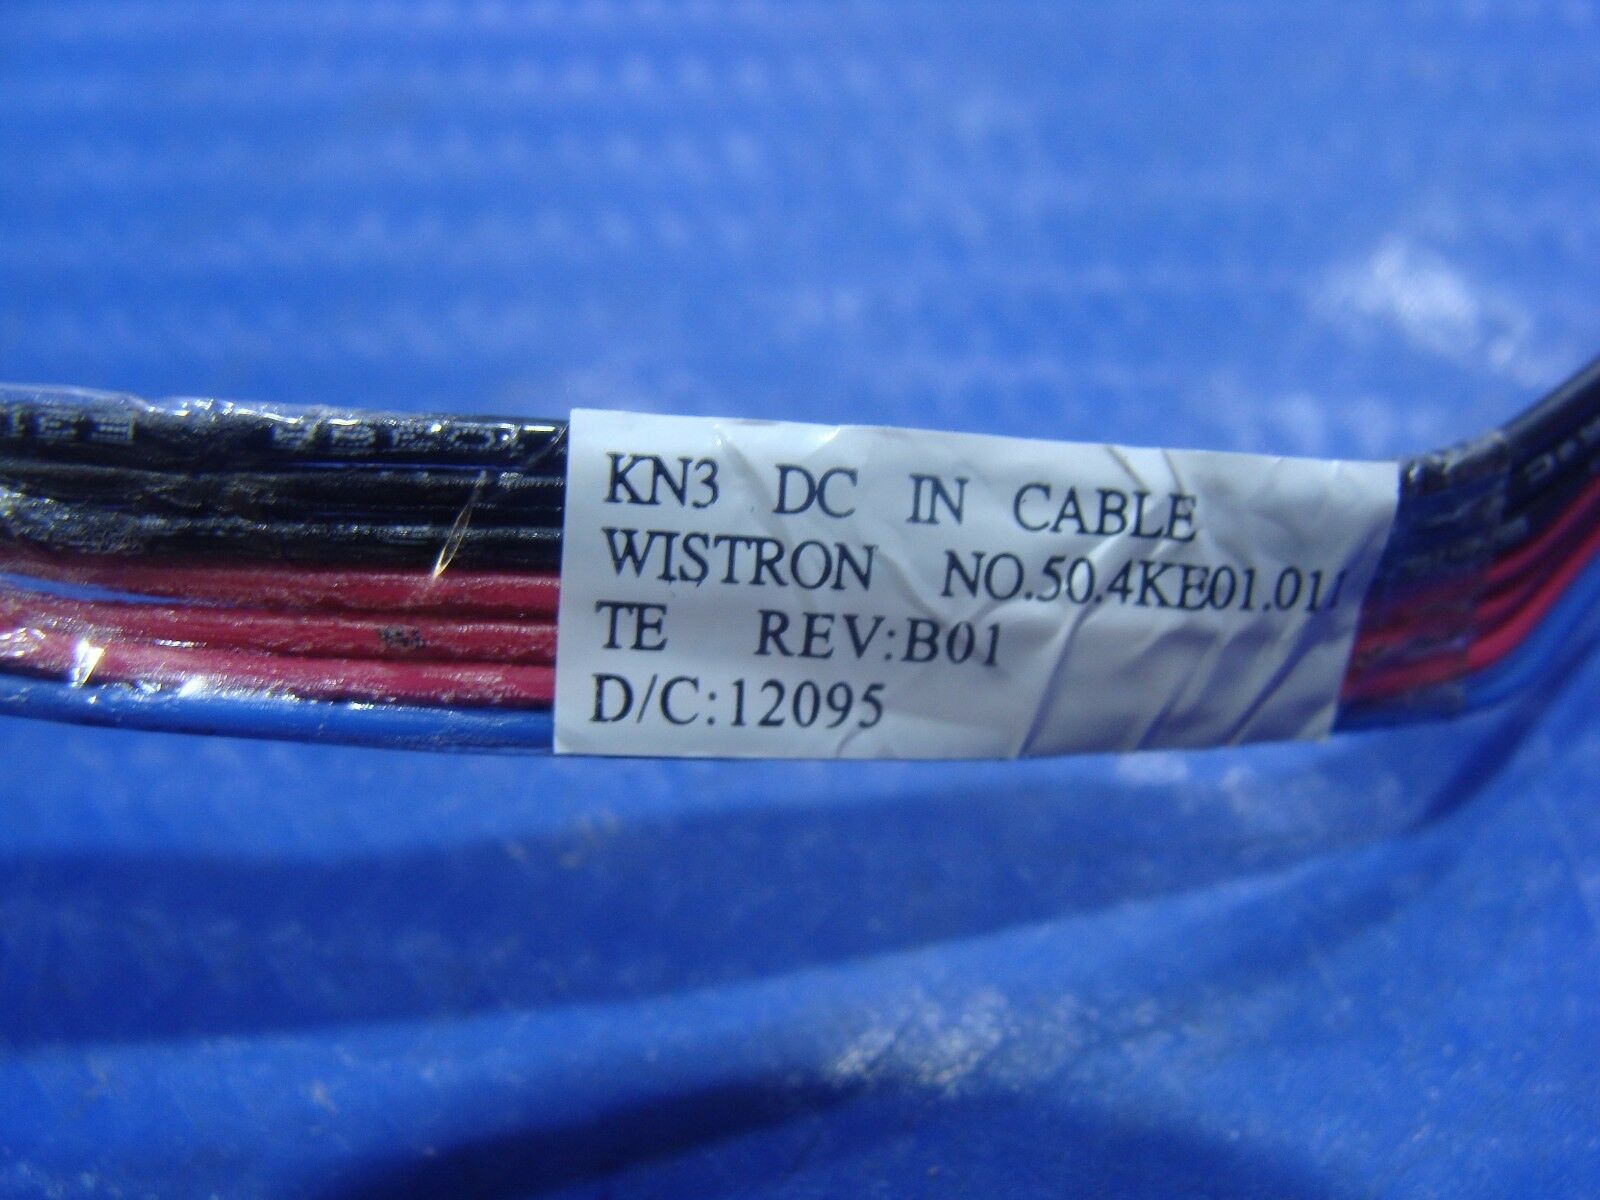 KN3 DC IN CABLE
WISTRON NO.50.4KE01.011
TE REV:B01
D/C:12095